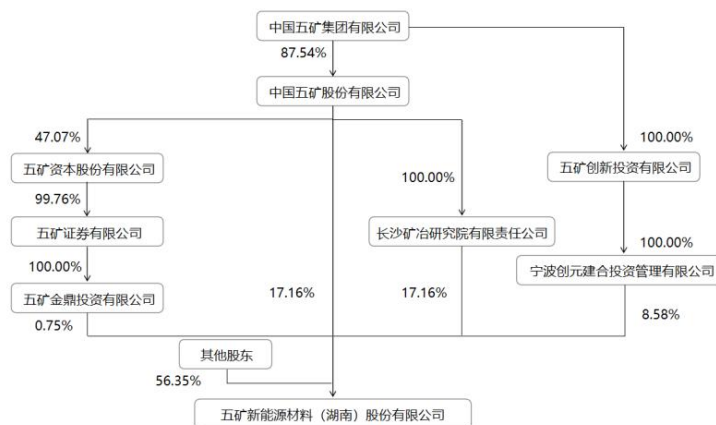 中国五矿集团有限公司
87.54%
中国五矿股份有限公司
47.07%
五矿资本股份有限公司
100.00%
五矿创新投资有限公司
100.00%
99.76%
五矿证券有限公司
长沙矿冶研究院有限责任公司
100.00%
100.00%
宁波创元建合投资管理有限公司
五矿金鼎投资有限公司
17.16%
17.16%
8.58%
0.75%
其他股东
56.35%
五矿新能源材料（湖南）股份有限公司